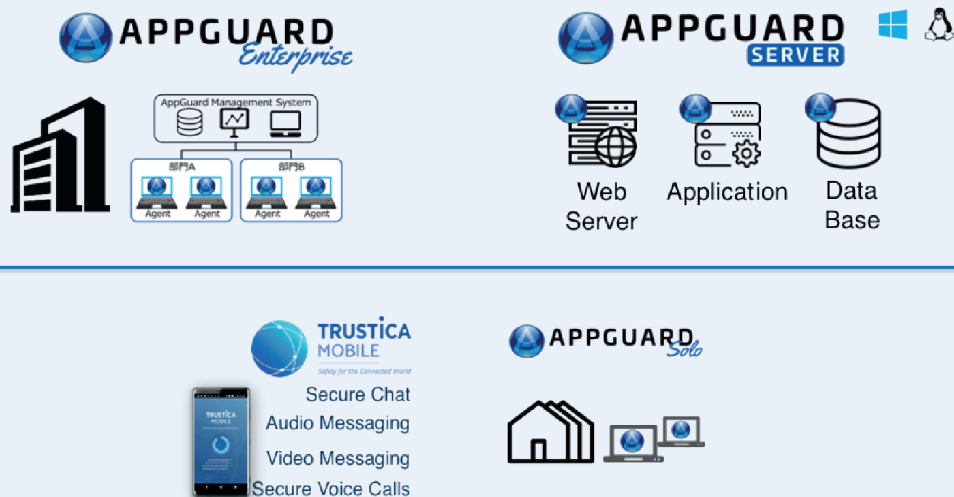 APPGUARD
Enterprise
AppGuard Management System
部門A
部門B
Agent
Agent
Agent
Agent
APPGUARD
SERVER
Web
Server
Application
Data
Base
TRUSTICA
MOBILE
Safety for the Connected World
TRUSTICA
MOBILE
Secure Chat
Audio Messaging
Video Messaging
Secure Voice Calls
APPGUARD
Solo